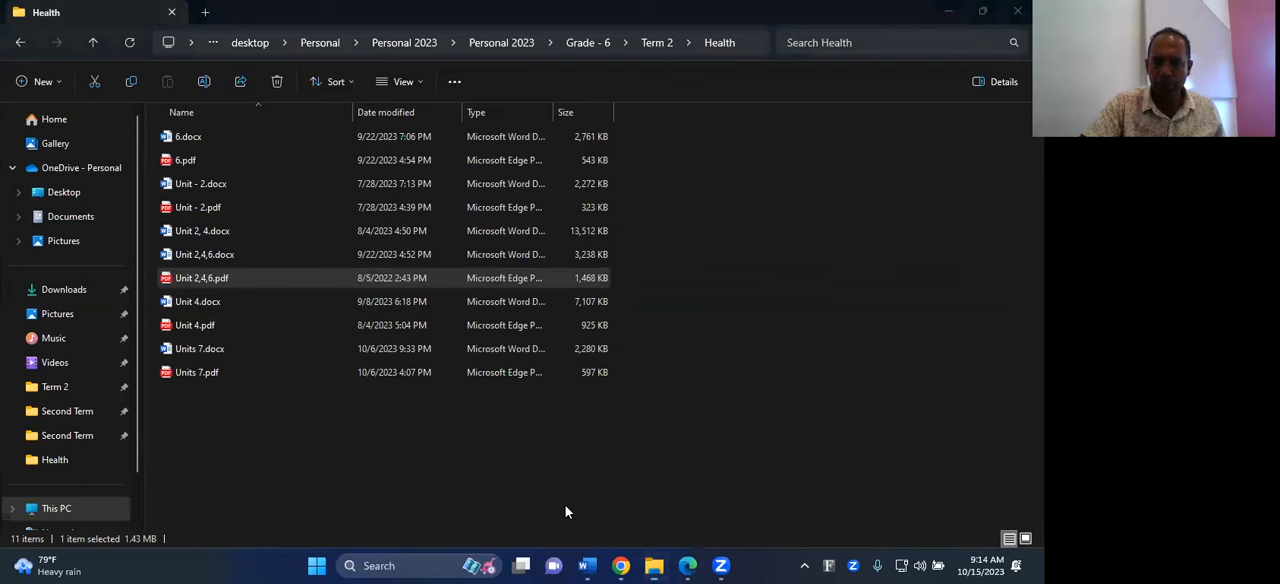 Health
desktop Personal Personal 2023 Personal 2023 Grade - 6 Term 2 Health Search Health
New Sort View Details
Name Date modified Type Size
6.docx 9/22/2023 7:06 PM Microsoft Word D... 2,761 KB
6.pdf 9/22/2023 4:54 PM Microsoft Edge P... 543 KB
Unit - 2.docx 7/28/2023 7:13 PM Microsoft Word D... 2,272 KB
Unit - 2.pdf 7/28/2023 4:39 PM Microsoft Edge P... 323 KB
Unit 2, 4.docx 8/4/2023 4:50 PM Microsoft Word D... 13,512 KB
Unit 2,4,6.docx 9/22/2023 4:52 PM Microsoft Word D... 3,238 KB
Unit 2,4,6.pdf 8/5/2022 2:43 PM Microsoft Edge P... 1,468 KB
Unit 4.docx 9/8/2023 6:18 PM Microsoft Word D... 7,107 KB
Unit 4.pdf 8/4/2023 5:04 PM Microsoft Edge P... 925 KB
Units 7.docx 10/6/2023 9:33 PM Microsoft Word D... 2,280 KB
Units 7.pdf 10/6/2023 4:07 PM Microsoft Edge P... 597 KB
Home
Gallery
OneDrive - Personal
Desktop
Documents
Pictures
Downloads
Pictures
Music
Videos
Term 2
Second Term
Second Term
Health
This PC
11 items 1 item selected 1.43 MB
79°F
Heavy rain
Search
9:14 AM
10/15/2023